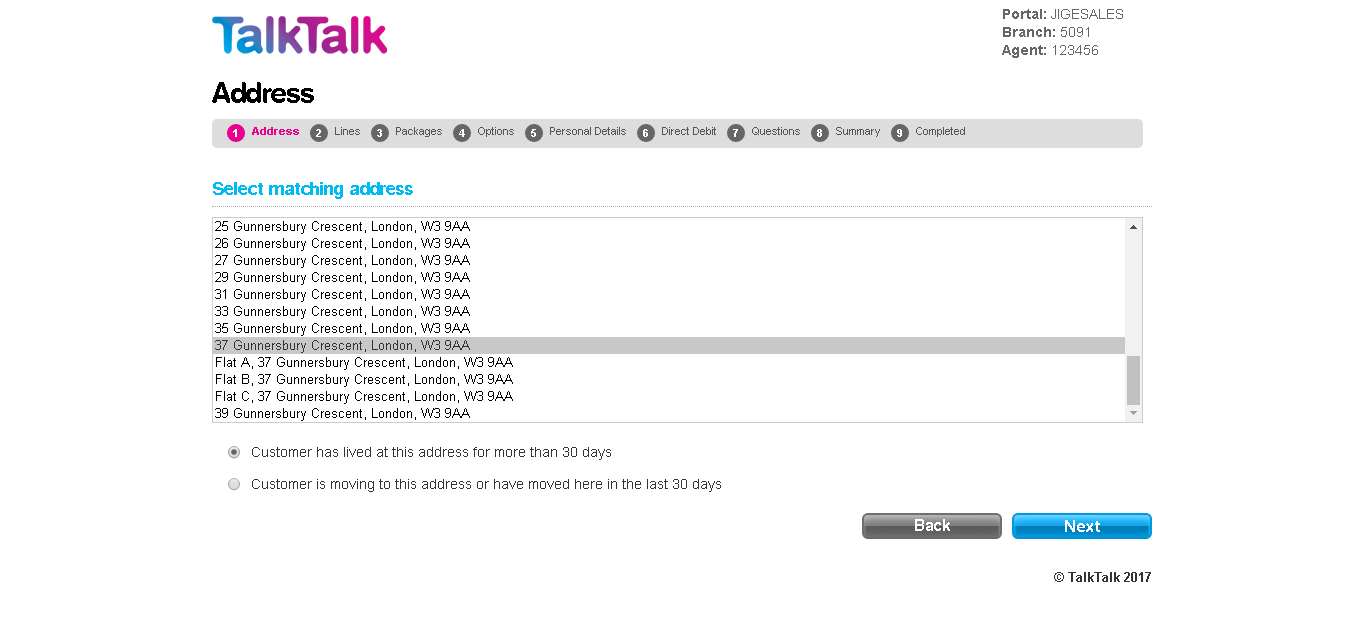 TalkTalk
Portal: JIGESALES
Branch: 5091
Agent: 123456
Address
1 Address 2 Lines 3 Packages 4 Options 5 Personal Details 6 Direct Debit 7 Questions 8 Summary 9 Completed
Select matching address
25 Gunnersbury Crescent, London, W3 9AA
26 Gunnersbury Crescent, London, W3 9AA
27 Gunnersbury Crescent, London, W3 9AA
29 Gunnersbury Crescent, London, W3 9AA
31 Gunnersbury Crescent, London, W3 9AA
33 Gunnersbury Crescent, London, W3 9AA
35 Gunnersbury Crescent, London, W3 9AA
37 Gunnersbury Crescent, London, W3 9AA
Flat A, 37 Gunnersbury Crescent, London, W3 9AA
Flat B, 37 Gunnersbury Crescent, London, W3 9AA
Flat C, 37 Gunnersbury Crescent, London, W3 9AA
39 Gunnersbury Crescent, London, W3 9AA
Customer has lived at this address for more than 30 days
Customer is moving to this address or have moved here in the last 30 days
Back Next
© TalkTalk 2017